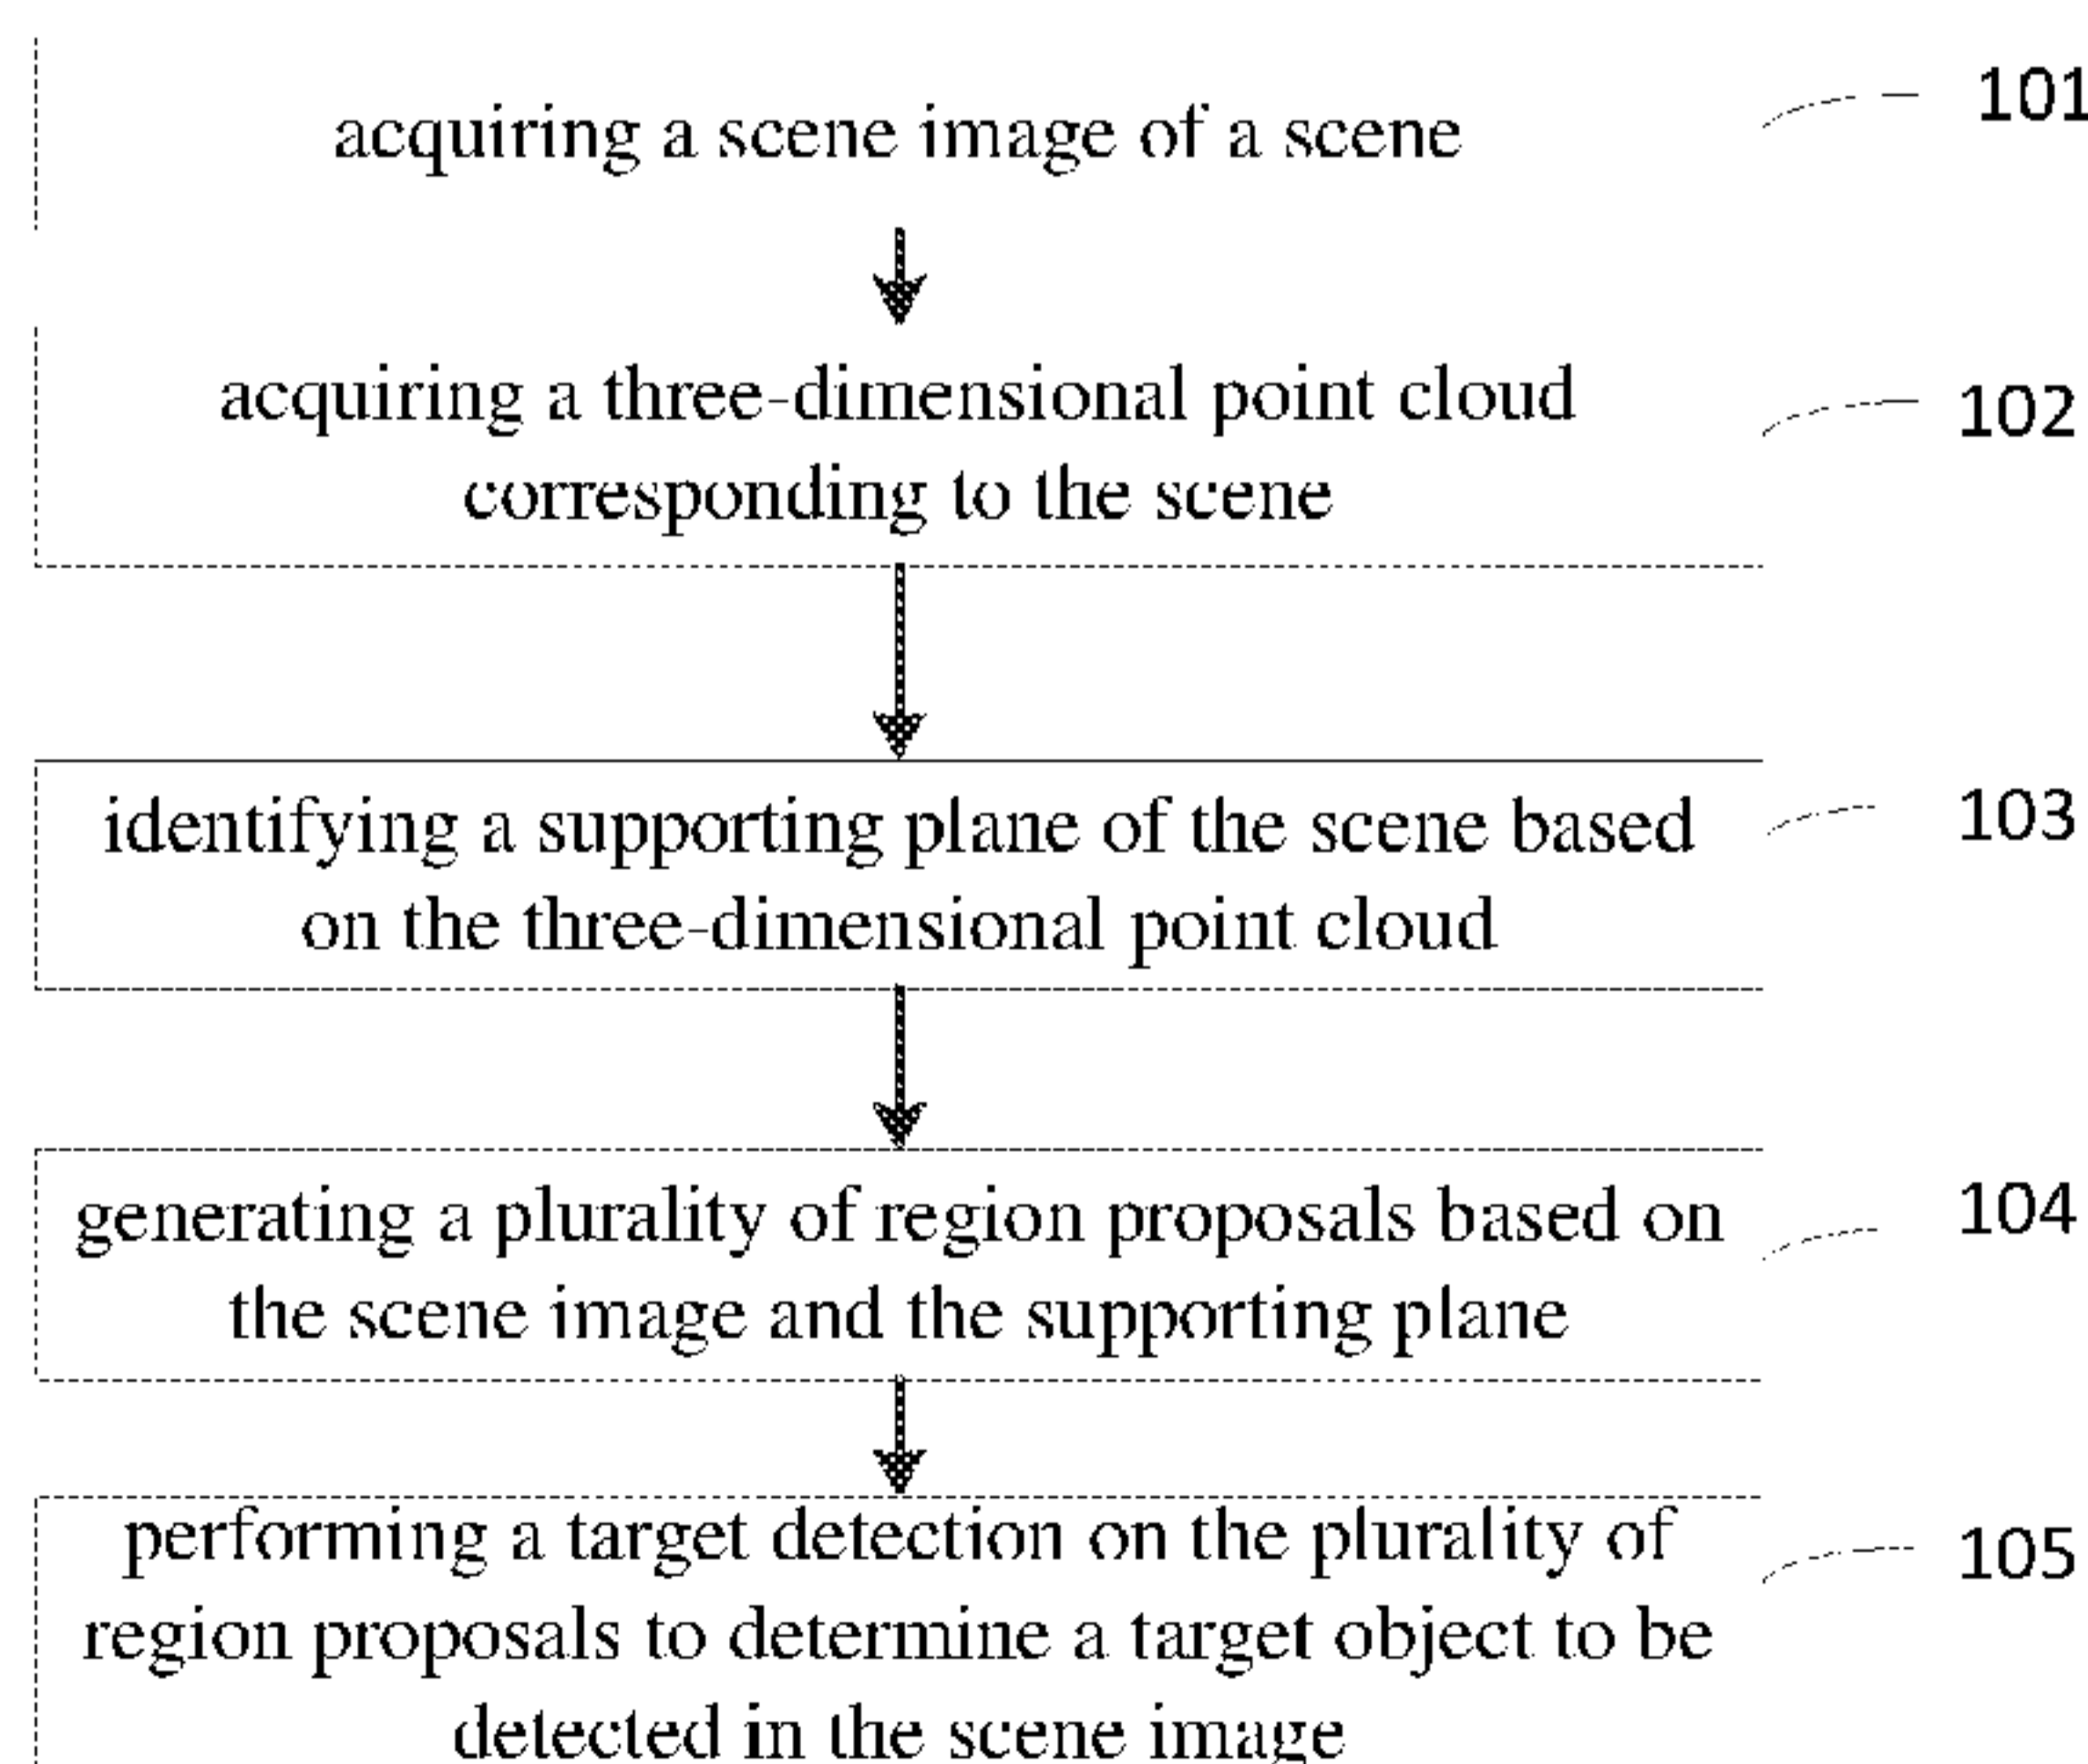 acquiring a scene image of a scene
101
acquiring a three-dimensional point cloud
102
corresponding to the scene
identifying a supporting plane of the scene based
103
on the three-dimensional point cloud
generating a plurality of region proposals based on
104
the scene image and the supporting plane
performing a target detection on the plurality of
105
region proposals to determine a target object to be
detected in the scene image